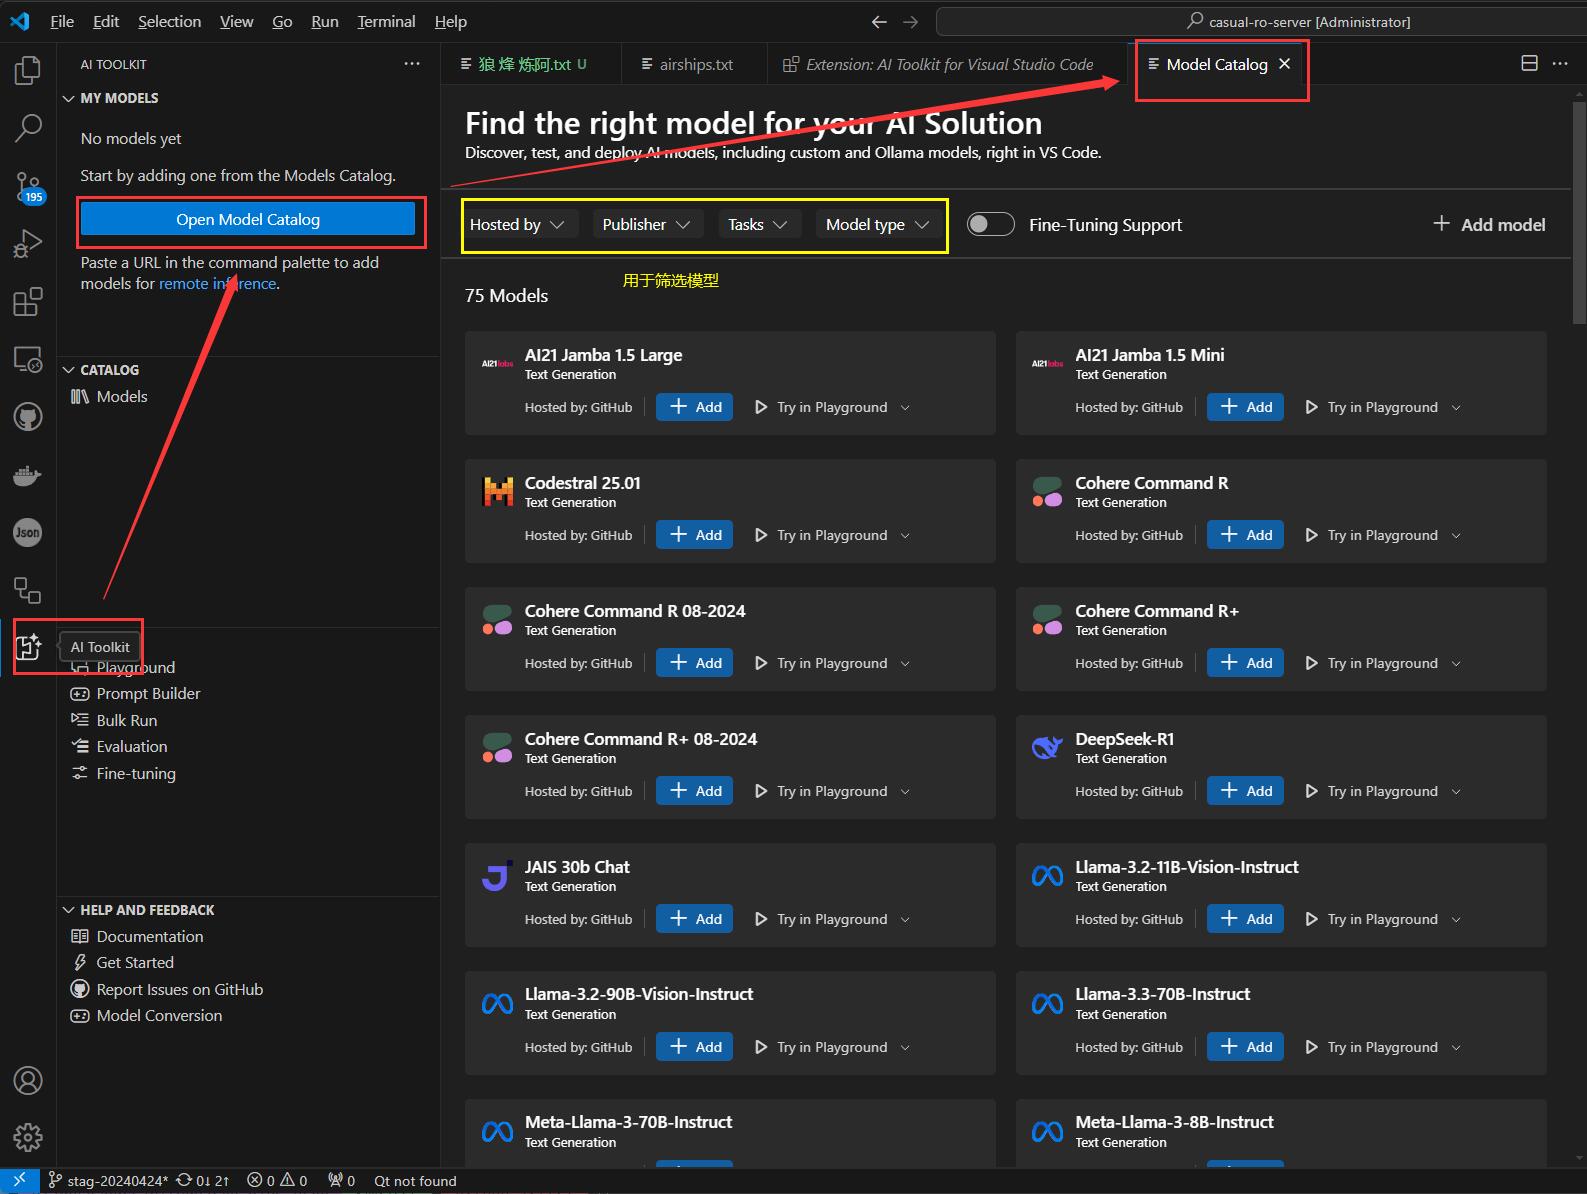 File Edit Selection View Go Run Terminal Help
casual-ro-server [Administrator]
AI TOOLKIT
MY MODELS
No models yet
Start by adding one from the Models Catalog.
Open Model Catalog
Paste a URL in the command palette to add
models for remote inference.
CATALOG
Models
195
Json
AI Toolkit
Playground
Prompt Builder
Bulk Run
Evaluation
Fine-tuning
HELP AND FEEDBACK
Documentation
Get Started
Report Issues on GitHub
Model Conversion
狼 烽 炼阿.txt U
airships.txt
Extension: AI Toolkit for Visual Studio Code
Model Catalog
Find the right model for your AI Solution
Discover, test, and deploy AI models, including custom and Ollama models, right in VS Code.
Hosted by Publisher Tasks Model type Fine-Tuning Support + Add model
用于筛选模型
75 Models
AI21 labs
AI21 Jamba 1.5 Large
Text Generation
Hosted by: GitHub + Add Try in Playground
AI21 labs
AI21 Jamba 1.5 Mini
Text Generation
Hosted by: GitHub + Add Try in Playground
Codestral 25.01
Text Generation
Hosted by: GitHub + Add Try in Playground
Cohere Command R
Text Generation
Hosted by: GitHub + Add Try in Playground
Cohere Command R 08-2024
Text Generation
Hosted by: GitHub + Add Try in Playground
Cohere Command R+
Text Generation
Hosted by: GitHub + Add Try in Playground
Cohere Command R+ 08-2024
Text Generation
Hosted by: GitHub + Add Try in Playground
DeepSeek-R1
Text Generation
Hosted by: GitHub + Add Try in Playground
JAIS 30b Chat
Text Generation
Hosted by: GitHub + Add Try in Playground
Llama-3.2-11B-Vision-Instruct
Text Generation
Hosted by: GitHub + Add Try in Playground
Llama-3.2-90B-Vision-Instruct
Text Generation
Hosted by: GitHub + Add Try in Playground
Llama-3.3-70B-Instruct
Text Generation
Hosted by: GitHub + Add Try in Playground
Meta-Llama-3-70B-Instruct
Text Generation
Meta-Llama-3-8B-Instruct
Text Generation
stag-20240424* 0↓ 2↑ 0 0 0 Qt not found